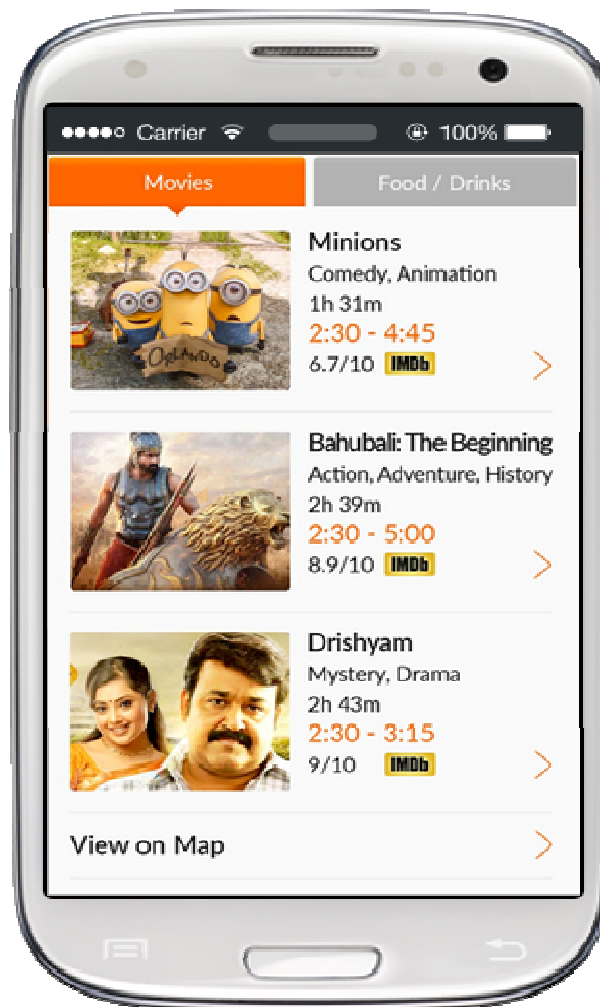 Carrier 100%
Movies Food / Drinks
Minions
Comedy, Animation
1h 31m
2:30 - 4:45
6.7/10 IMDb
ORLANDO
Bahubali: The Beginning
Action, Adventure, History
2h 39m
2:30 - 5:00
8.9/10 IMDb
Drishyam
Mystery, Drama
2h 43m
2:30 - 3:15
9/10 IMDb
View on Map